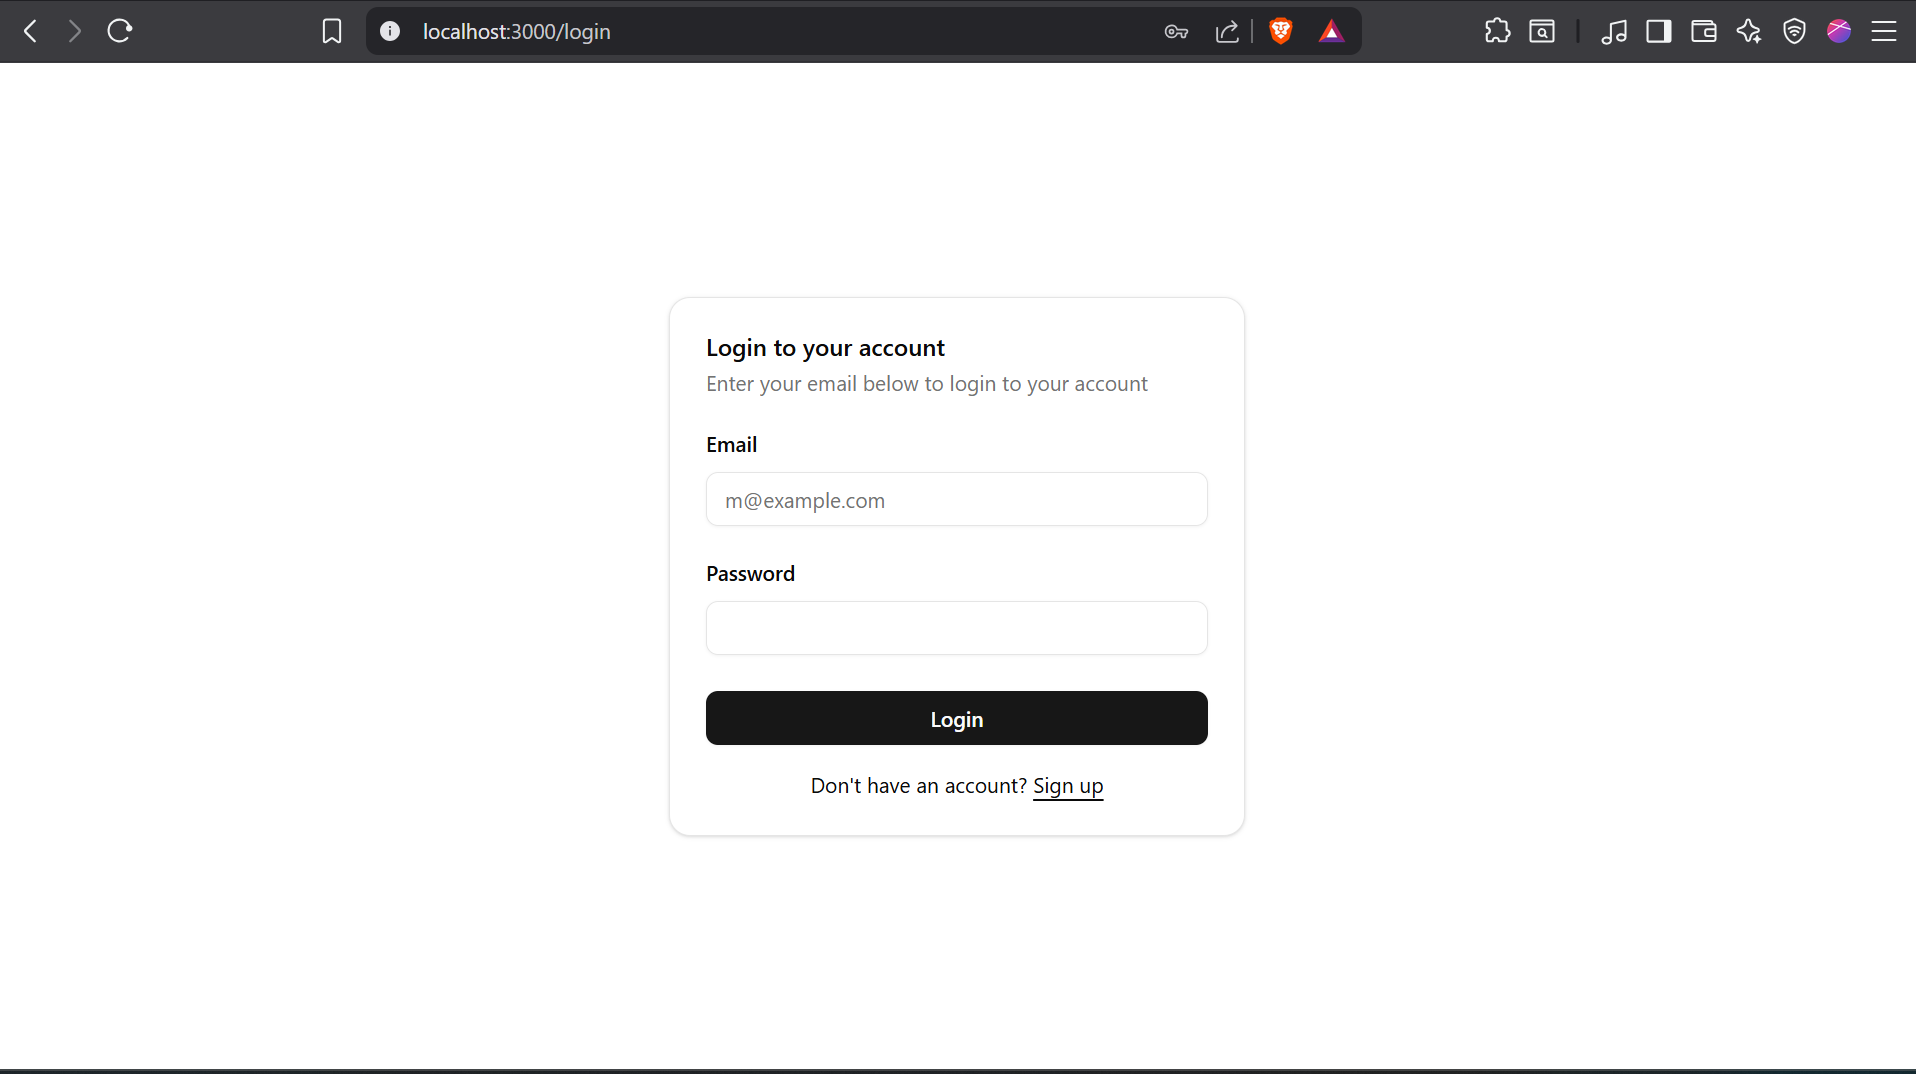 localhost:3000/login
Login to your account
Enter your email below to login to your account
Email
m@example.com
Password
Login
Don't have an account? Sign up